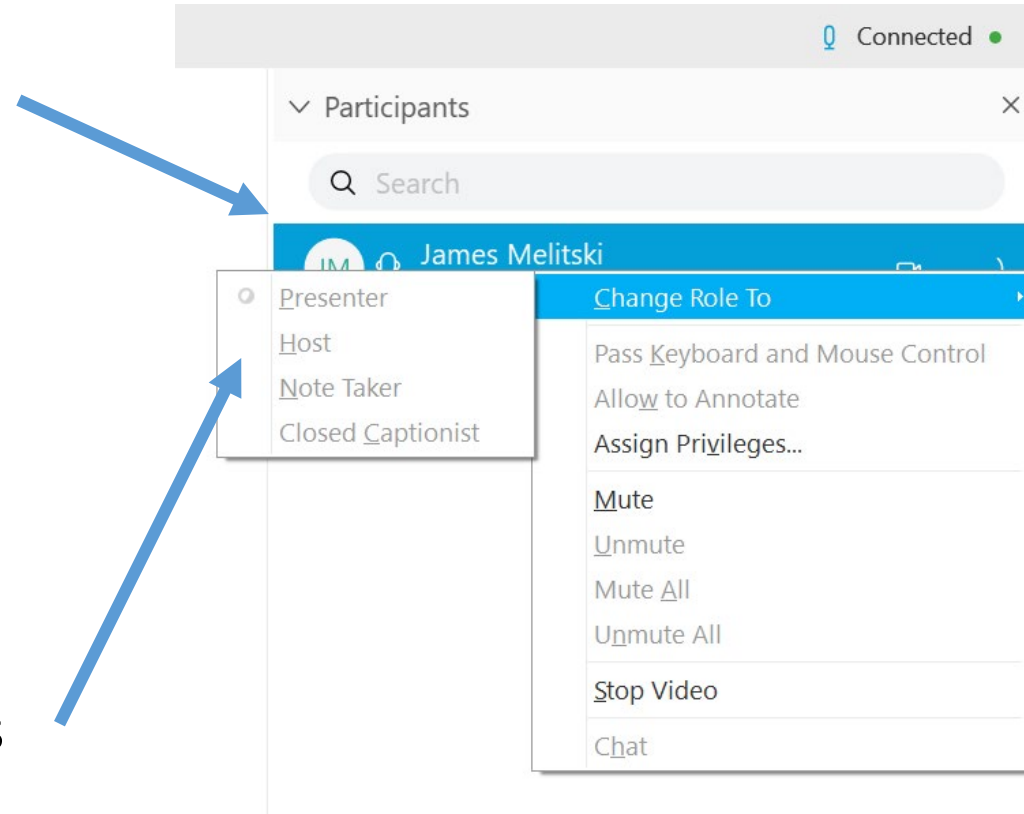 Connected
Participants
Search
James Melitski
JM
Presenter
Host
Note Taker
Closed Captionist
Change Role To
Pass Keyboard and Mouse Control
Allow to Annotate
Assign Privileges...
Mute
Unmute
Mute All
Unmute All
Stop Video
Chat